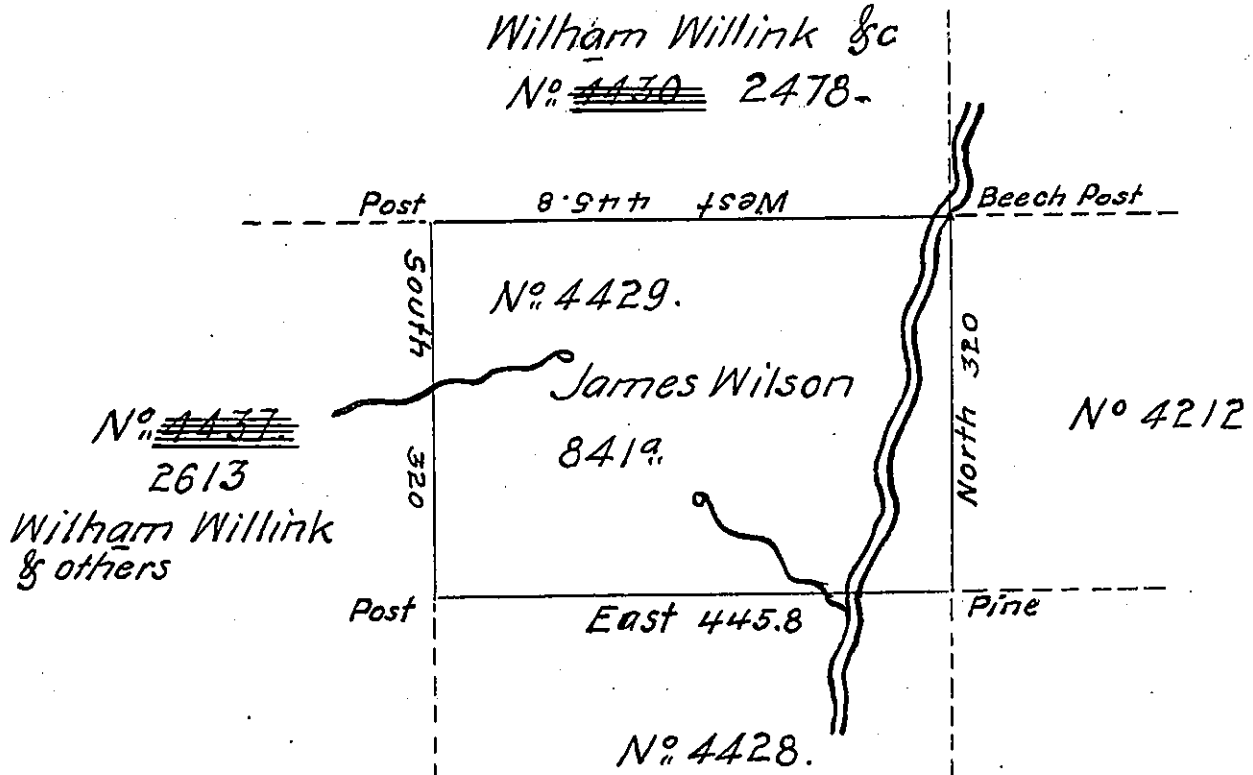 Wilham Willink &c
No. 4430 2478-
Post
West 445.8
Beech Post
South 320
No. 4429.
James Wilson
841a.
North 320
No 4212
No. 4437.
2613
Wilham Willink
& others
Post
East 445.8
Pine
No. 4428.